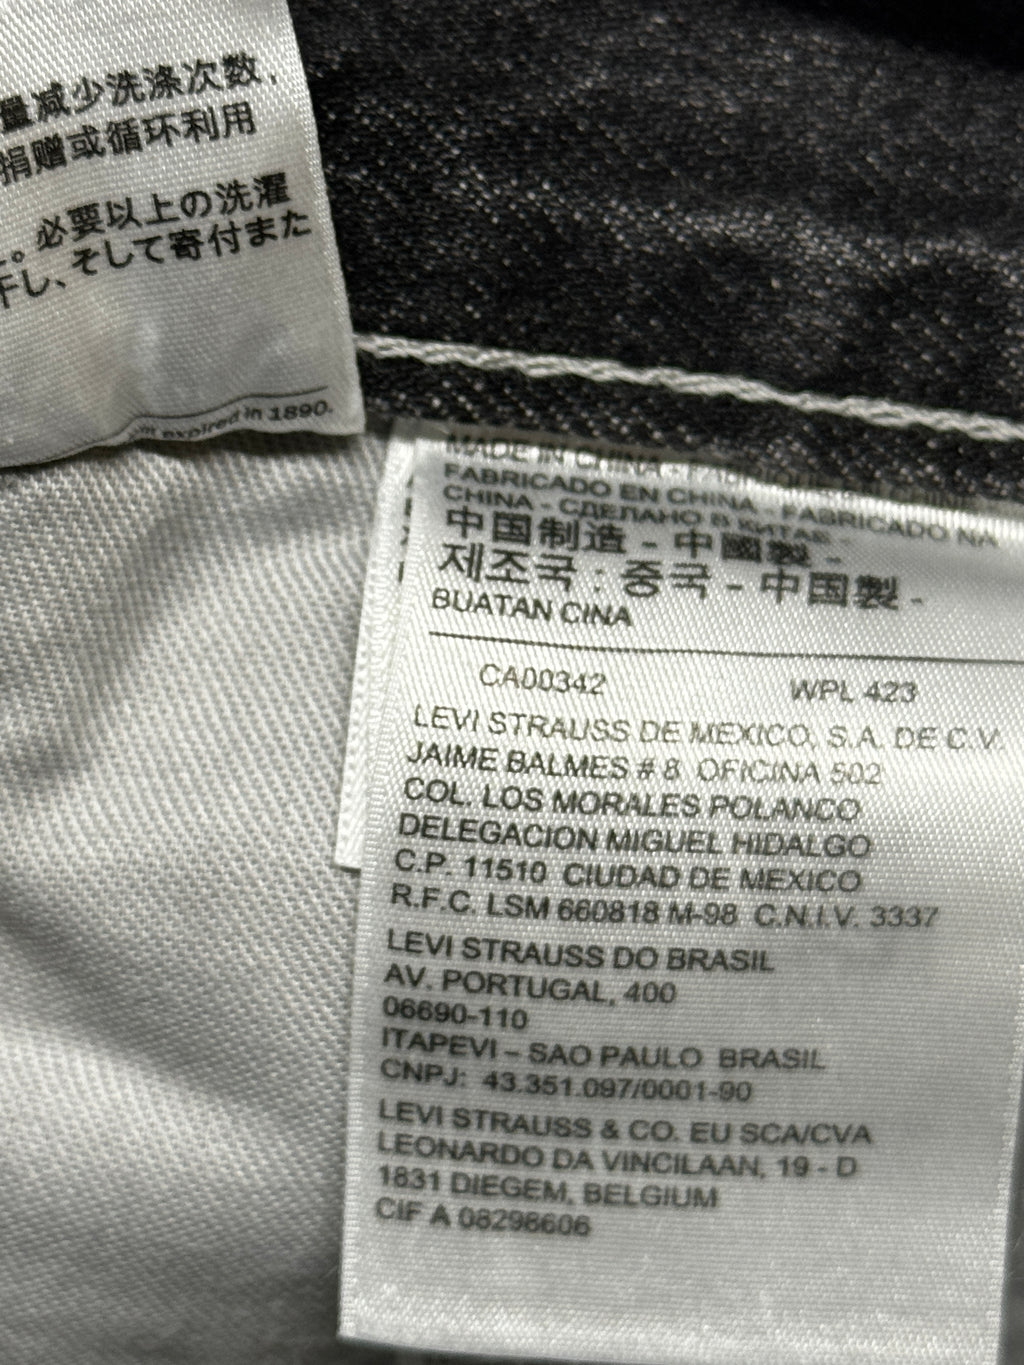 量减少洗涤次数,
捐赠或循环利用
。必要以上の洗濯
干し、そして寄付また
expired in 1890.
MADE IN CHINA -
FABRICADO EN CHINA - FABRICADO NA
CHINA - СДЕЛАНО В КИТАЕ -
中国制造 - 中國製 -
제조국 : 중국 - 中国製 -
BUATAN CINA
CA00342 WPL 423
LEVI STRAUSS DE MEXICO, S.A. DE C.V.
JAIME BALMES # 8 OFICINA 502
COL. LOS MORALES POLANCO
DELEGACION MIGUEL HIDALGO
C.P. 11510 CIUDAD DE MEXICO
R.F.C. LSM 660818 M-98 C.N.I.V. 3337
LEVI STRAUSS DO BRASIL
AV. PORTUGAL, 400
06690-110
ITAPEVI – SAO PAULO BRASIL
CNPJ: 43.351.097/0001-90
LEVI STRAUSS & CO. EU SCA/CVA
LEONARDO DA VINCILAAN, 19 - D
1831 DIEGEM, BELGIUM
CIF A 08298606